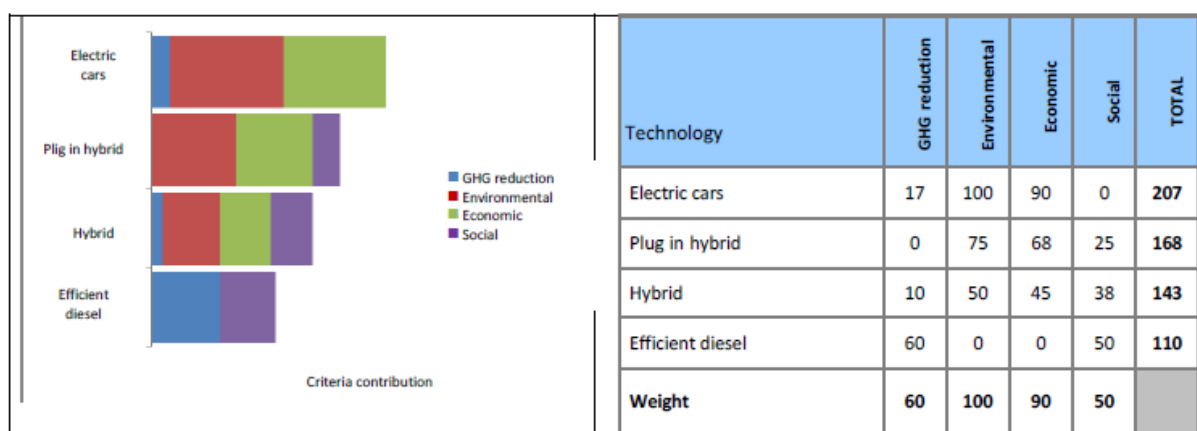 Electric
cars
Plig in hybrid
Hybrid
Efficient
diesel
GHG reduction
Environmental
Economic
Social
Criteria contribution
Technology GHG reduction Environmental Economic Social TOTAL
Electric cars 17 100 90 0 207
Plug in hybrid 0 75 68 25 168
Hybrid 10 50 45 38 143
Efficient diesel 60 0 0 50 110
Weight 60 100 90 50